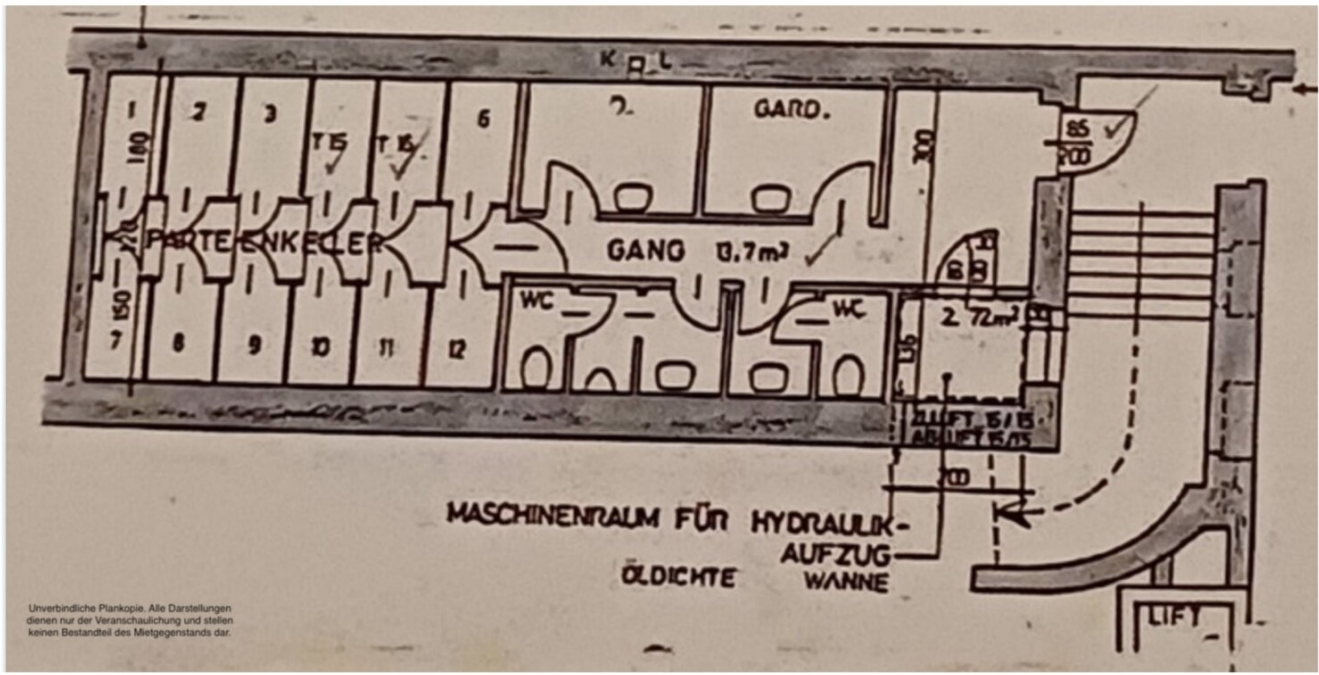 K L
1
2
3
T 15
T 16
6
GARD.
180
300
85
200
PARTEIENKELLER
GANG 13,7m²
150
7
8
9
10
11
12
WC
WC
2,72m²
ZULUFT 15/15
ABLUFT 15/15
200
MASCHINENRAUM FÜR HYDRAULIK-
AUFZUG
ÖLDICHTE WANNE
LIFT
Unverbindliche Plankopie. Alle Darstellungen
dienen nur der Veranschaulichung und stellen
keinen Bestandteil des Mietgegenstands dar.